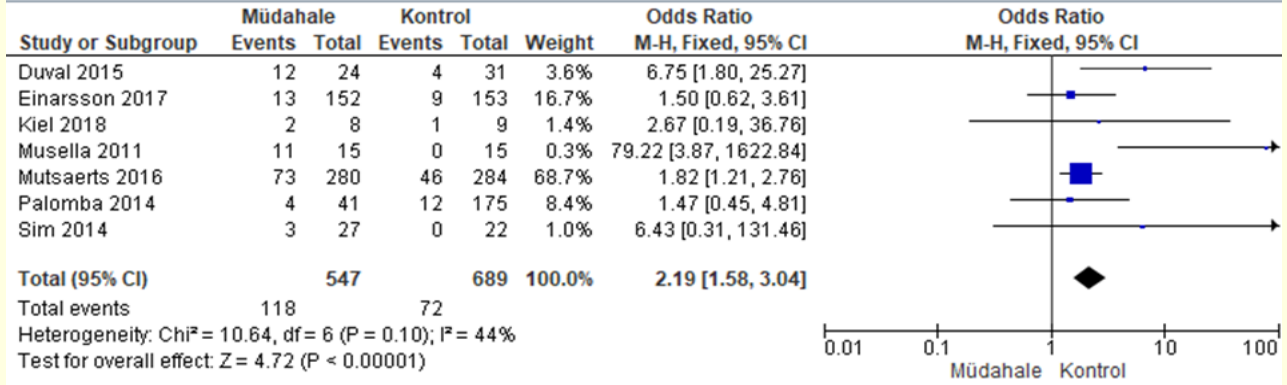 Müdahale Kontrol Odds Ratio Odds Ratio
Study or Subgroup Events Total Events Total Weight M-H, Fixed, 95% CI M-H, Fixed, 95% CI
Duval 2015 12 24 4 31 3.6% 6.75 [1.80, 25.27]
Einarsson 2017 13 152 9 153 16.7% 1.50 [0.62, 3.61]
Kiel 2018 2 8 1 9 1.4% 2.67 [0.19, 36.76]
Musella 2011 11 15 0 15 0.3% 79.22 [3.87, 1622.84]
Mutsaerts 2016 73 280 46 284 68.7% 1.82 [1.21, 2.76]
Palomba 2014 4 41 12 175 8.4% 1.47 [0.45, 4.81]
Sim 2014 3 27 0 22 1.0% 6.43 [0.31, 131.46]
Total (95% CI) 547 689 100.0% 2.19 [1.58, 3.04]
Total events 118 72
Heterogeneity: Chi² = 10.64, df = 6 (P = 0.10); I² = 44%
Test for overall effect: Z = 4.72 (P < 0.00001)
0.01 0.1 1 10 100
Müdahale Kontrol